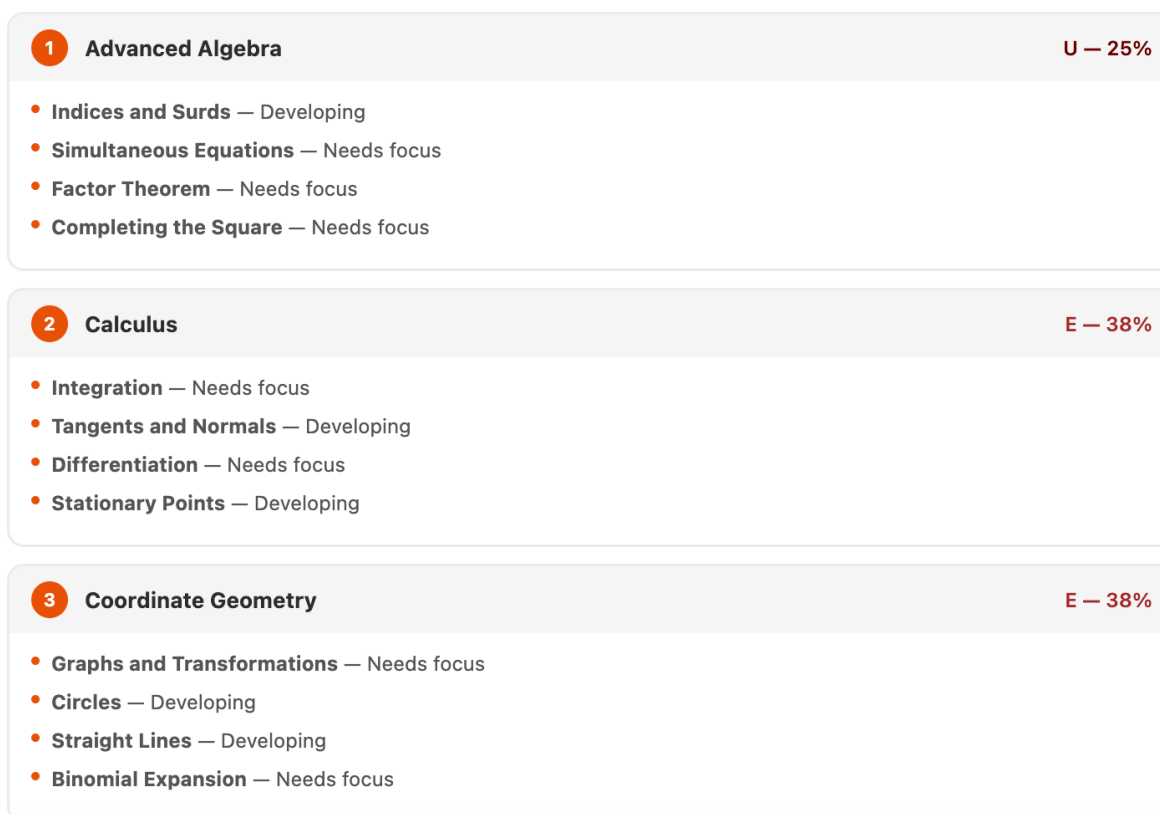 1 Advanced Algebra U — 25%
• Indices and Surds — Developing
• Simultaneous Equations — Needs focus
• Factor Theorem — Needs focus
• Completing the Square — Needs focus
2 Calculus E — 38%
• Integration — Needs focus
• Tangents and Normals — Developing
• Differentiation — Needs focus
• Stationary Points — Developing
3 Coordinate Geometry E — 38%
• Graphs and Transformations — Needs focus
• Circles — Developing
• Straight Lines — Developing
• Binomial Expansion — Needs focus